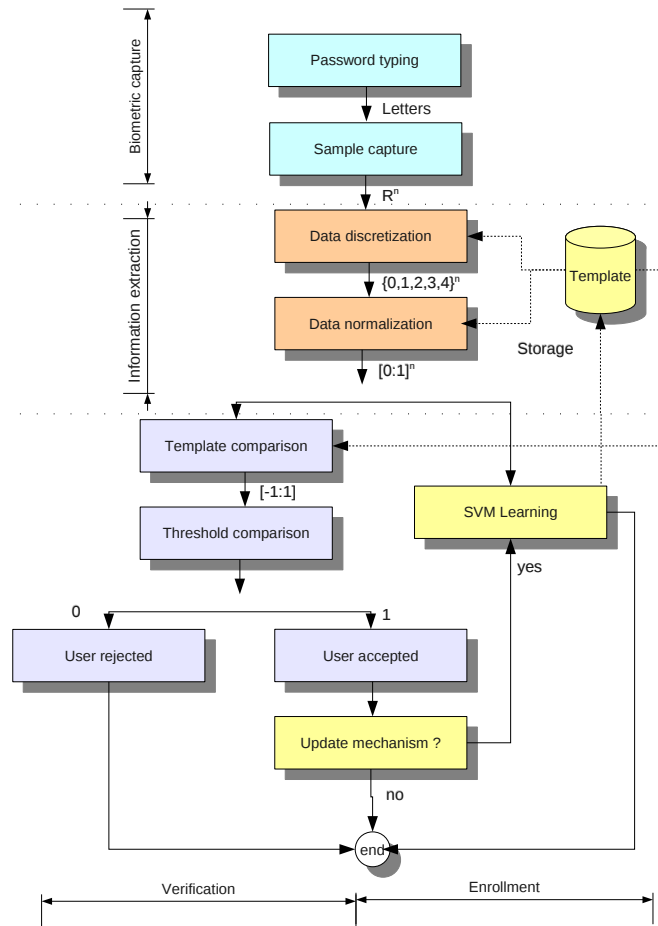 Biometric capture
Password typing
Letters
Sample capture
Rⁿ
Information extraction
Data discretization
{0,1,2,3,4}ⁿ
Template
Data normalization
Storage
[0:1]ⁿ
Template comparison
[-1:1]
SVM Learning
Threshold comparison
yes
0
1
User rejected
User accepted
Update mechanism ?
no
end
Verification
Enrollment